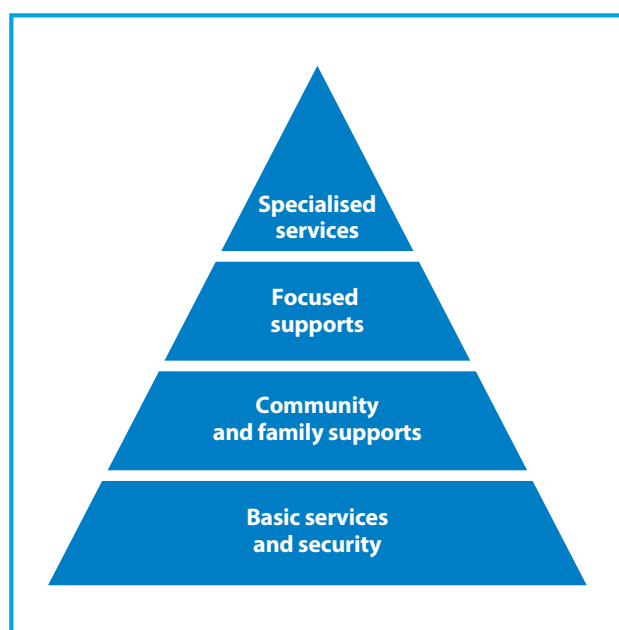 Specialised
services
Focused
supports
Community
and family supports
Basic services
and security